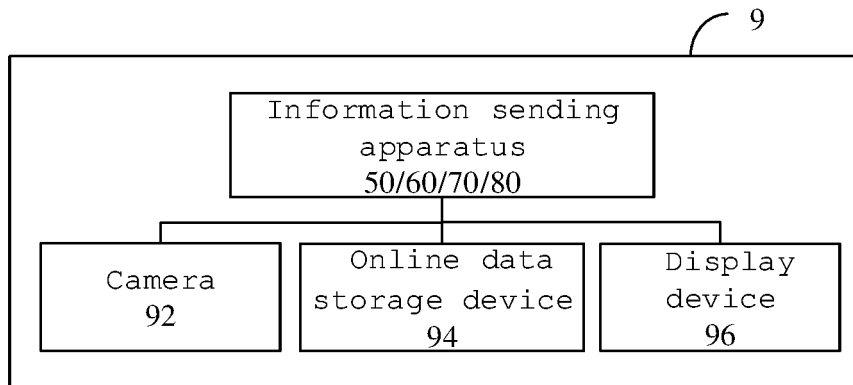 9
Information sending
apparatus
50/60/70/80
Camera
92
Online data
storage device
94
Display
device
96